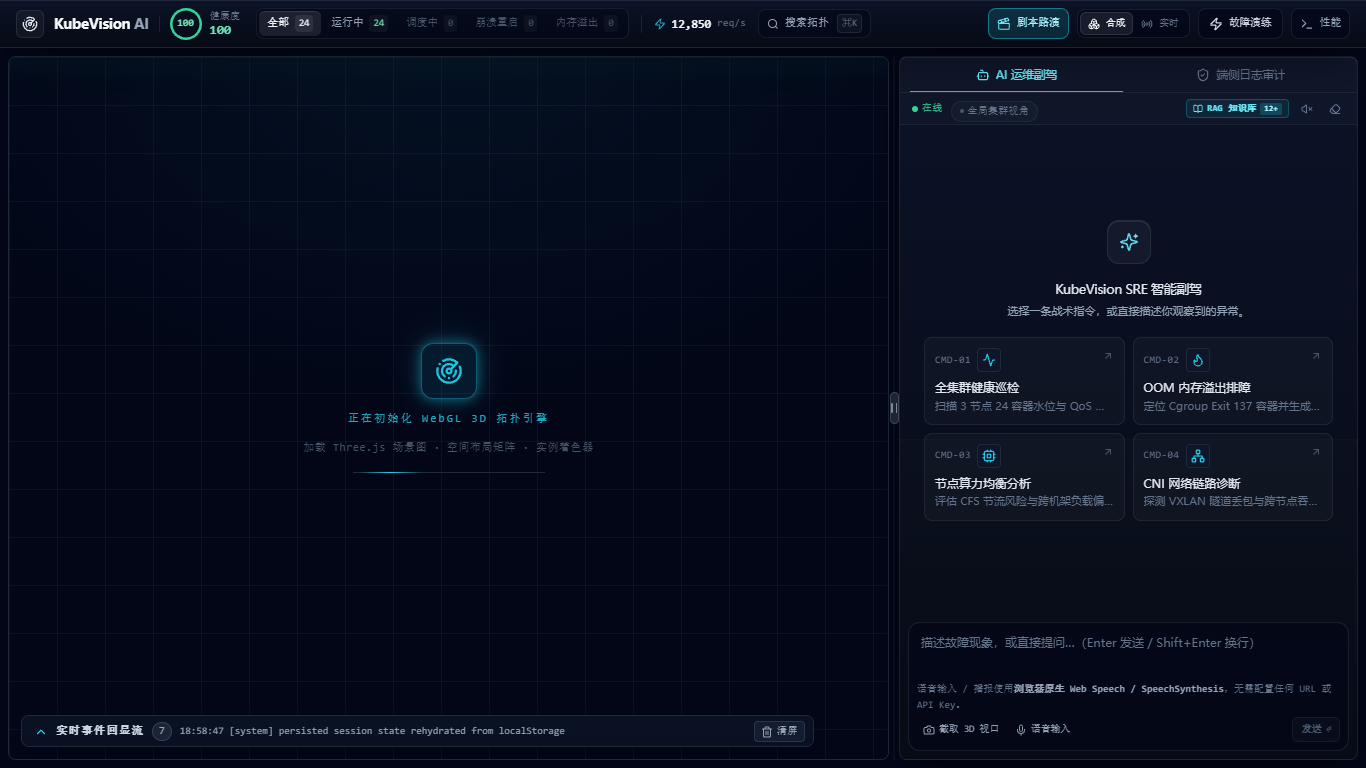 KubeVision AI
100
健康度
100
全部 24
运行中 24
调度中 0
崩溃重启 0
内存溢出 0
12,850 req/s
搜索拓扑 ⌘K
剧本路演
合成
实时
故障演练
性能
正在初始化 WebGL 3D 拓扑引擎
加载 Three.js 场景图 · 空间布局矩阵 · 实例着色器
实时事件回显流 7 18:58:47 [system] persisted session state rehydrated from localStorage
清屏
AI 运维副驾
端侧日志审计
在线
全局集群视角
RAG 知识库 12+
KubeVision SRE 智能副驾
选择一条战术指令，或直接描述你观察到的异常。
CMD-01
全集群健康巡检
扫描 3 节点 24 容器水位与 QoS ...
CMD-02
OOM 内存溢出排障
定位 Cgroup Exit 137 容器并生成...
CMD-03
节点算力均衡分析
评估 CFS 节流风险与跨机架负载偏...
CMD-04
CNI 网络链路诊断
探测 VXLAN 隧道丢包与跨节点吞...
描述故障现象，或直接提问...（Enter 发送 / Shift+Enter 换行）
语音输入 / 播报使用浏览器原生 Web Speech / SpeechSynthesis，无需配置任何 URL 或
API Key。
截取 3D 视口
语音输入
发送